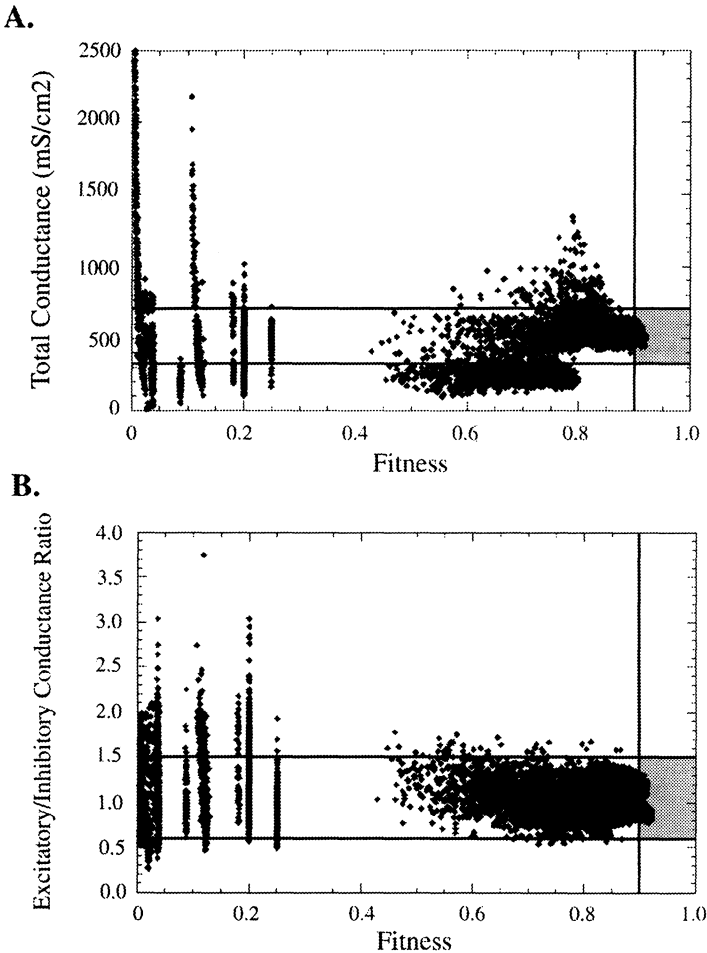 A.
Total Conductance (mS/cm2)
2500
2000
1500
1000
500
0
0 0.2 0.4 0.6 0.8 1.0
Fitness
B.
Excitatory/Inhibitory Conductance Ratio
4.0
3.5
3.0
2.5
2.0
1.5
1.0
0.5
0.0
0 0.2 0.4 0.6 0.8 1.0
Fitness